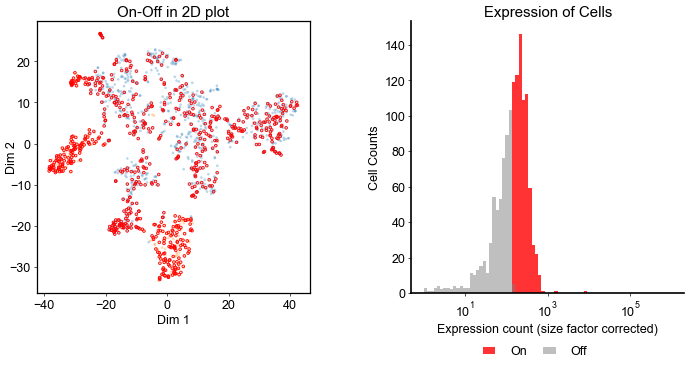 On-Off in 2D plot
20
10
0
−10
−20
−30
Dim 2
−40
−20
0
20
40
Dim 1
Expression of Cells
140
120
100
80
60
40
20
0
Cell Counts
10^1
10^3
10^5
Expression count (size factor corrected)
On
Off